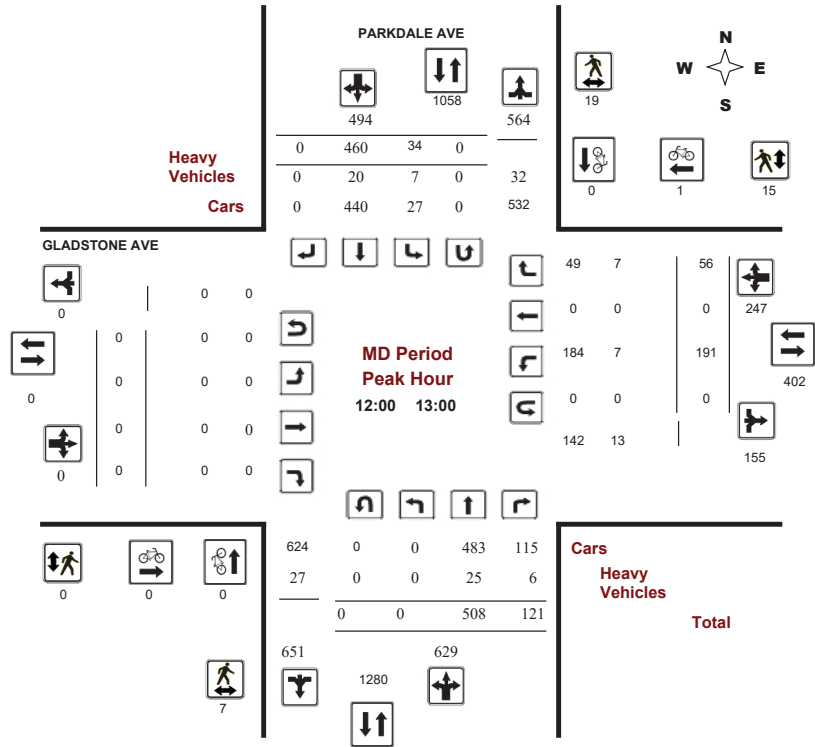 PARKDALE AVE
N
W E
S
1058
19
494 564
0 460 34 0
Heavy
Vehicles
0 20 7 0 32
Cars
0 440 27 0 532
0 1 15
GLADSTONE AVE
49 7 56
0 0 0
0 0 0 247
0 0 0
184 7 191
MD Period
Peak Hour
12:00 13:00
0
0 0 0
402
0 0 0
0 0 0
142 13
0
0 0 0
155
624 0 0 483 115
Cars
27 0 0 25 6
Heavy
Vehicles
0 0 0
0 0 508 121
Total
651 629
1280
7